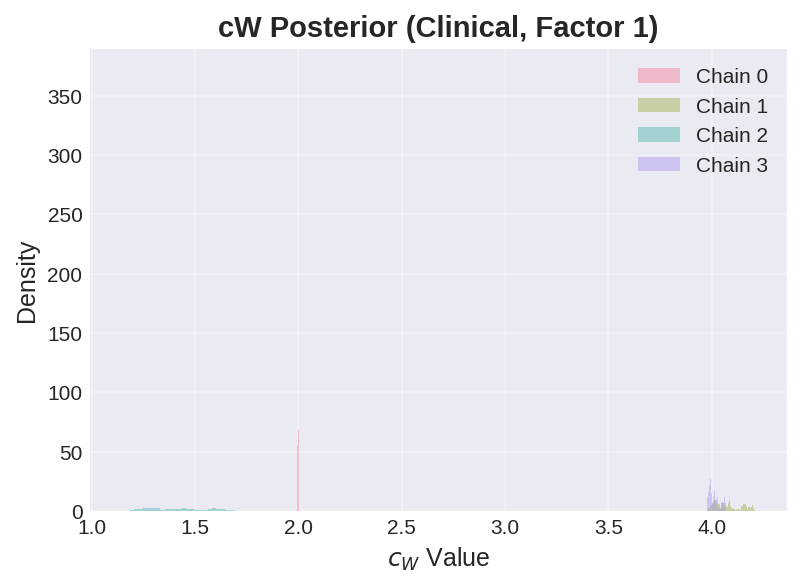 cW Posterior (Clinical, Factor 1)
Chain 0
Chain 1
Chain 2
Chain 3
350
300
250
200
150
100
50
0
Density
1.0 1.5 2.0 2.5 3.0 3.5 4.0
c_W Value